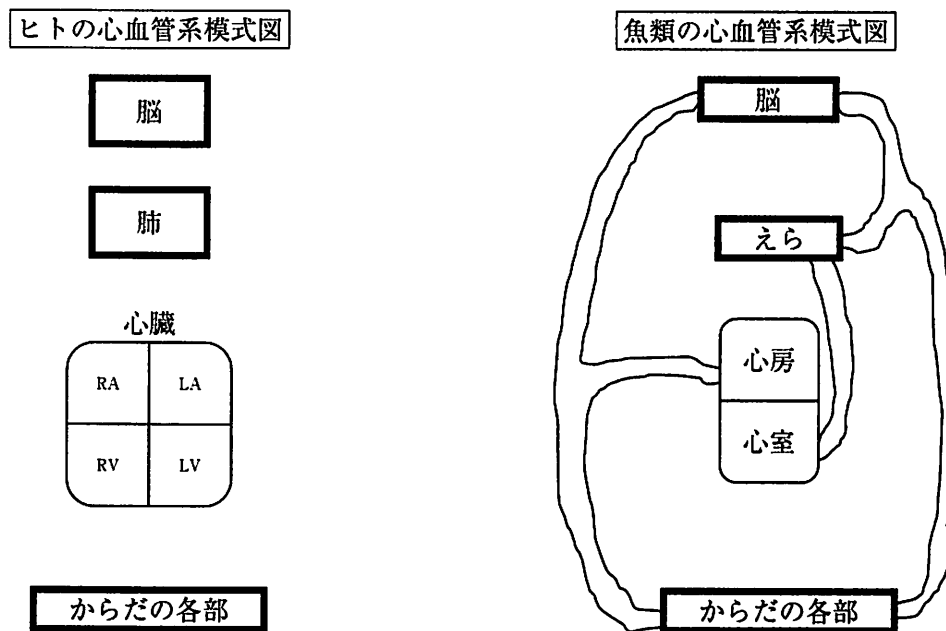 ヒトの心血管系模式図
脳
肺
心臓
RA
LA
RV
LV
からだの各部
魚類の心血管系模式図
脳
えら
心房
心室
からだの各部